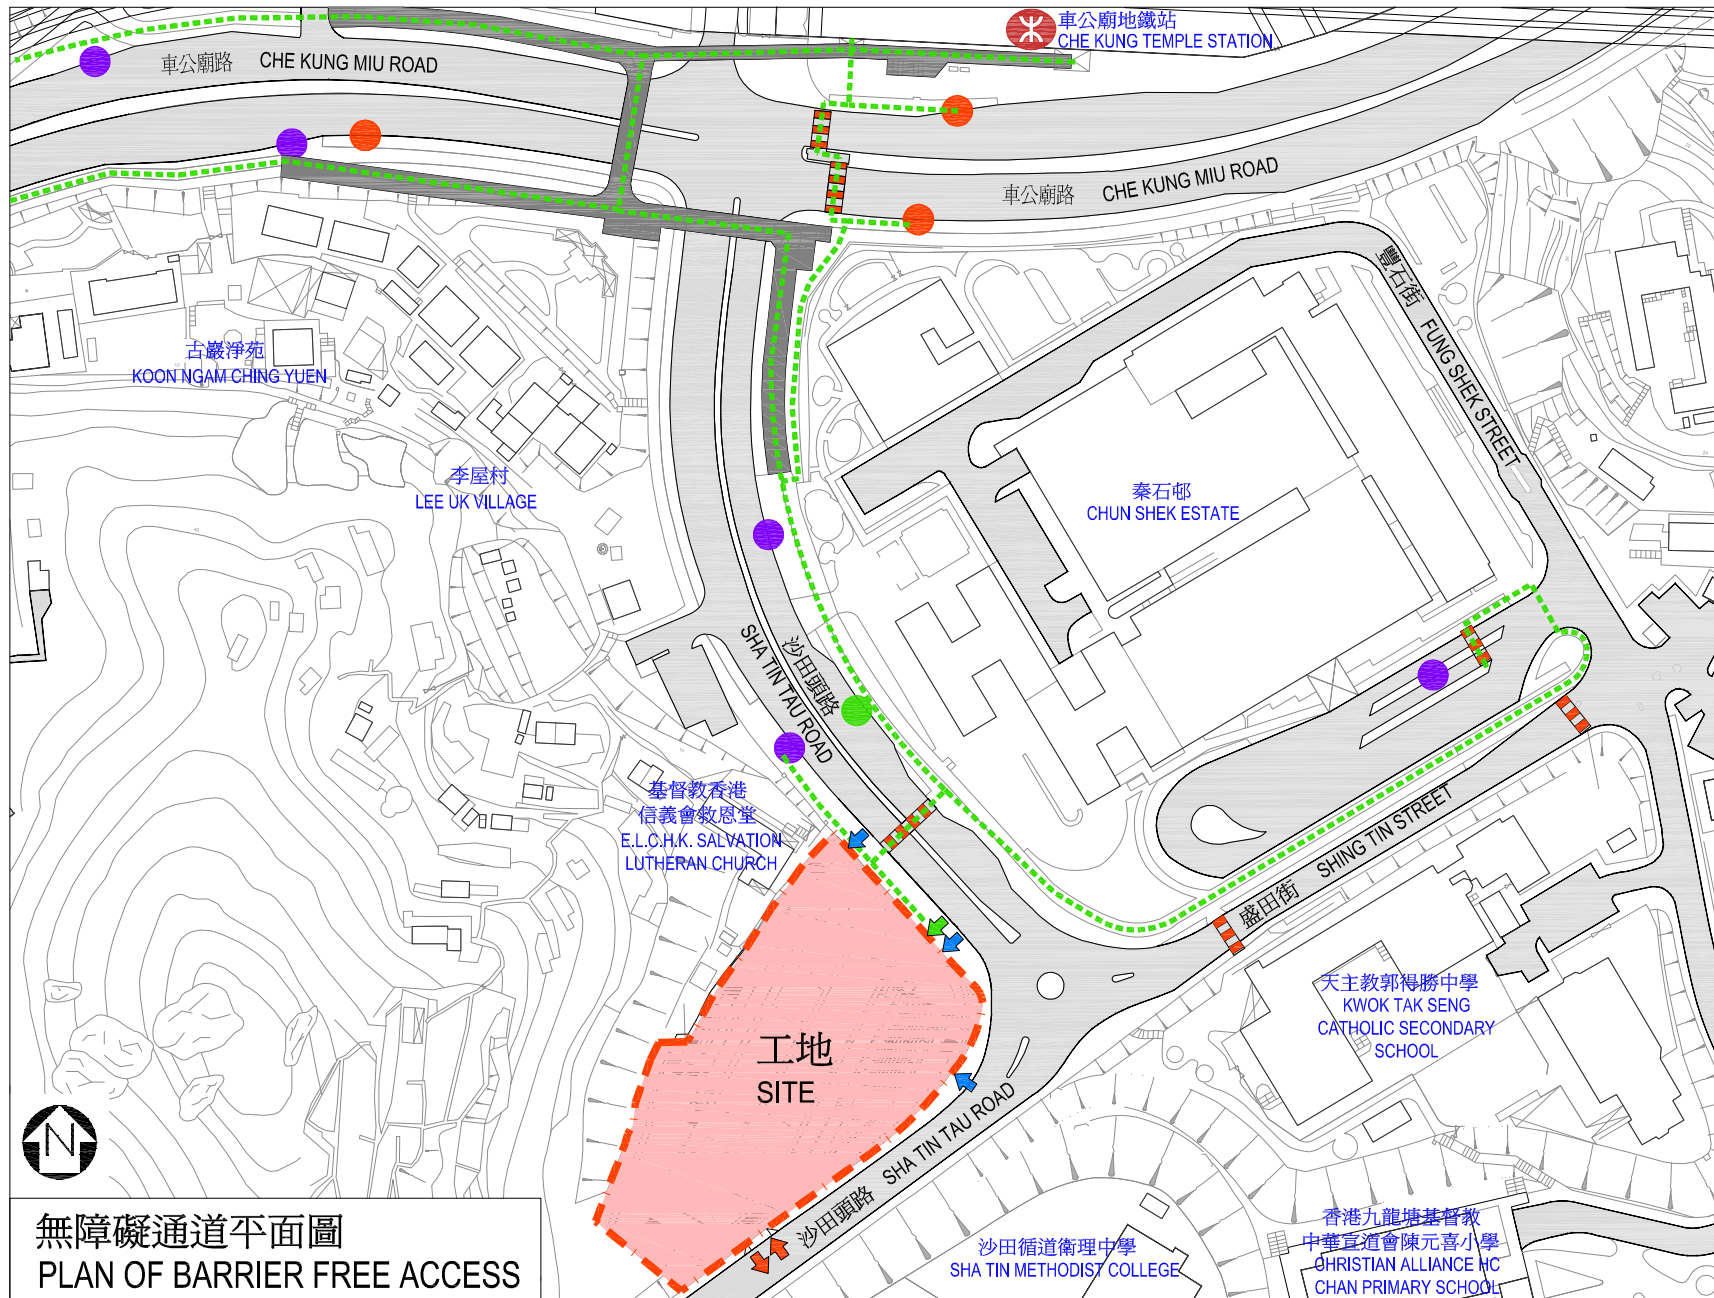 車公廟地鐵站
CHE KUNG TEMPLE STATION
車公廟路 CHE KUNG MIU ROAD
車公廟路 CHE KUNG MIU ROAD
豐石街 FUNG SHEK STREET
古巖淨苑
KOON NGAM CHING YUEN
李屋村
LEE UK VILLAGE
秦石邨
CHUN SHEK ESTATE
沙田頭路
SHA TIN TAU ROAD
基督教香港
信義會救恩堂
E.L.C.H.K. SALVATION
LUTHERAN CHURCH
盛田街 SHING TIN STREET
天主教郭得勝中學
KWOK TAK SENG
CATHOLIC SECONDARY
SCHOOL
工地
SITE
沙田頭路 SHA TIN TAU ROAD
N
沙田循道衛理中學
SHA TIN METHODIST COLLEGE
香港九龍塘基督教
中華宣道會陳元喜小學
CHRISTIAN ALLIANCE HC
CHAN PRIMARY SCHOOL
無障礙通道平面圖
PLAN OF BARRIER FREE ACCESS